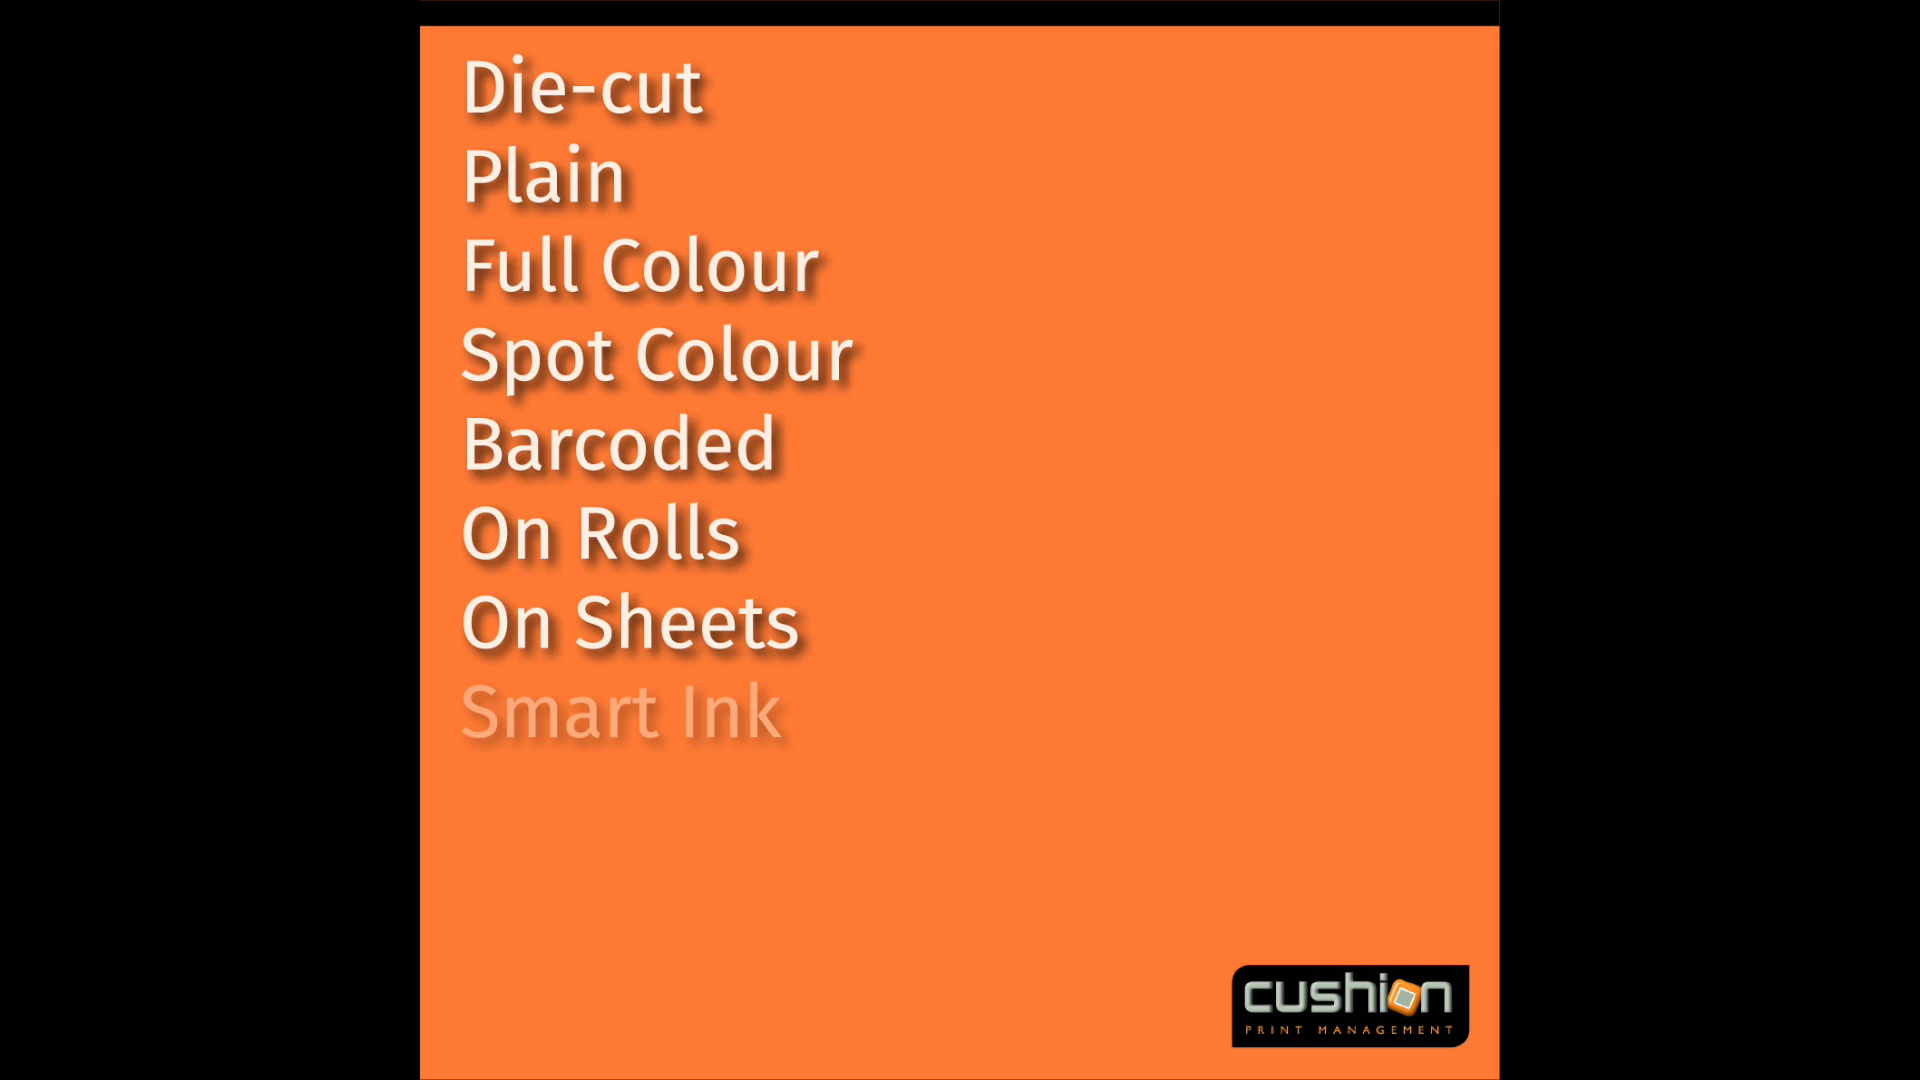 Die-cut
Plain
Full Colour
Spot Colour
Barcoded
On Rolls
On Sheets
Smart Ink
cushion
PRINT MANAGEMENT